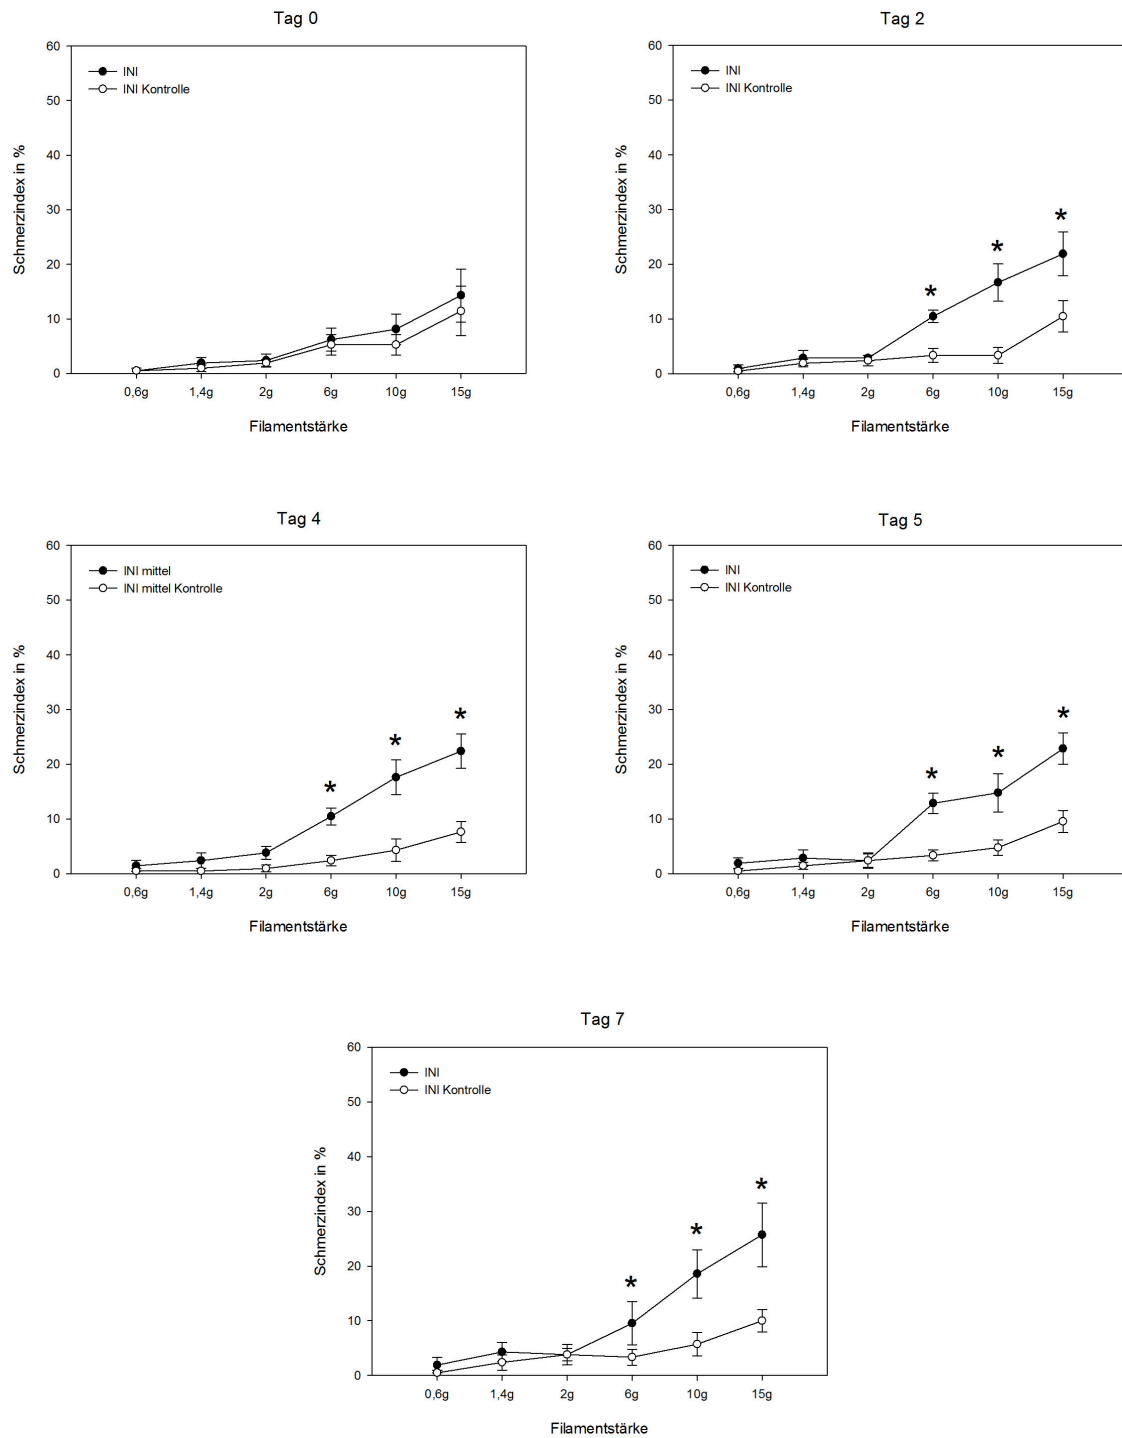 Tag 0
60
50
40
30
20
10
0
Schmerzindex in %
INI
INI Kontrolle
0,6g 1,4g 2g 6g 10g 15g
Filamentstärke
Tag 2
60
50
40
30
20
10
0
Schmerzindex in %
INI
INI Kontrolle
* * *
0,6g 1,4g 2g 6g 10g 15g
Filamentstärke
Tag 4
60
50
40
30
20
10
0
Schmerzindex in %
INI mittel
INI mittel Kontrolle
* * *
0,6g 1,4g 2g 6g 10g 15g
Filamentstärke
Tag 5
60
50
40
30
20
10
0
Schmerzindex in %
INI
INI Kontrolle
* * *
0,6g 1,4g 2g 6g 10g 15g
Filamentstärke
Tag 7
60
50
40
30
20
10
0
Schmerzindex in %
INI
INI Kontrolle
* * *
0,6g 1,4g 2g 6g 10g 15g
Filamentstärke